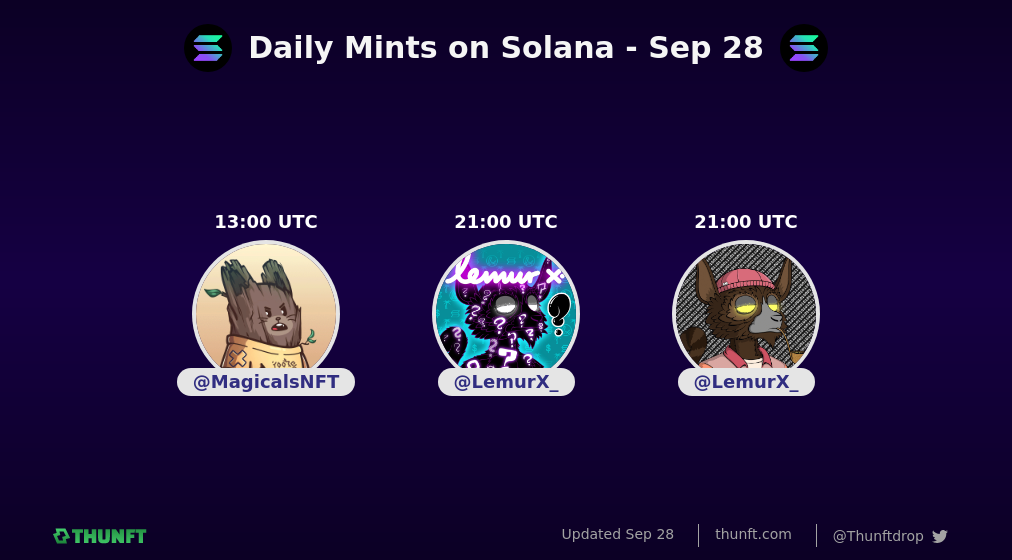 Daily Mints on Solana - Sep 28
13:00 UTC
21:00 UTC
21:00 UTC
lemur x
?
@MagicalsNFT
@LemurX_
@LemurX_
THUNFT
Updated Sep 28
thunft.com
@Thunftdrop